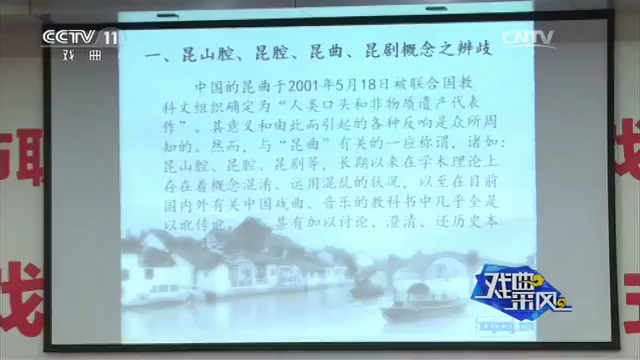 CCTV 11
戏曲
CNTV
一、昆山腔、昆腔、昆曲、昆剧概念之辨歧
中国的昆曲于2001年5月18日被联合国教
科文组织确定为“人类口头和非物质遗产代表
作”。其意义和由此而引起的各种反响是众所周
知的。然而，与“昆曲”有关的一应称谓，诸如：
昆山腔、昆腔、昆剧等，长期以来在学术理论上
存在着概念混淆、运用混乱的状况，以至在目前
国内外有关中国戏曲、音乐的教科书中几乎全是
以讹传讹。甚有加以讨论、澄清、还历史本
戏曲
采风